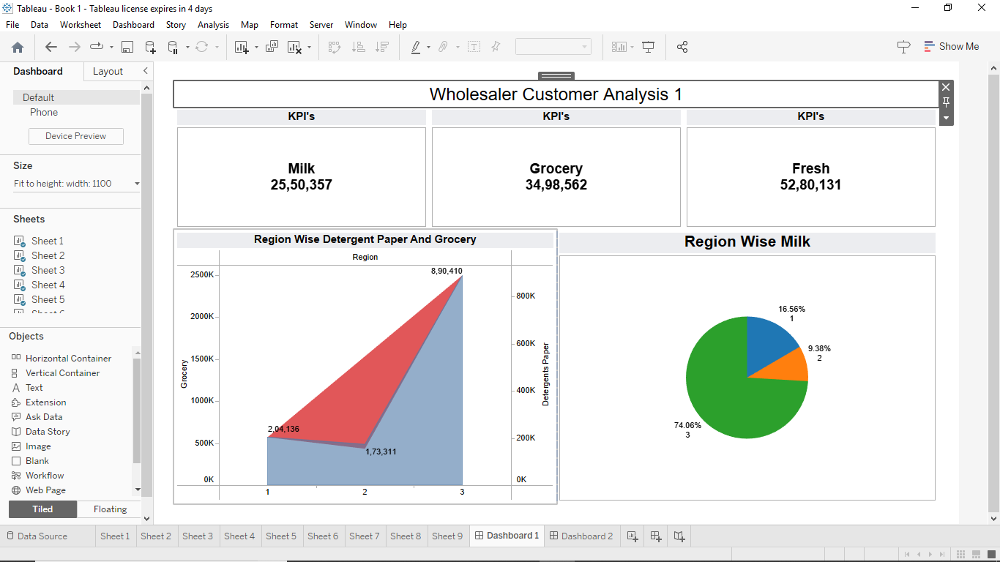 Tableau - Book 1 - Tableau license expires in 4 days
File Data Worksheet Dashboard Story Analysis Map Format Server Window Help
Show Me
Dashboard Layout
Default
Phone
Device Preview
Size
Fit to height: width: 1100
Sheets
Sheet 1
Sheet 2
Sheet 3
Sheet 4
Sheet 5
Objects
Horizontal Container
Vertical Container
Text
Extension
Ask Data
Data Story
Image
Blank
Workflow
Web Page
Tiled Floating
Wholesaler Customer Analysis 1
KPI's KPI's KPI's
Milk
25,50,357
Grocery
34,98,562
Fresh
52,80,131
Region Wise Detergent Paper And Grocery
Region
2500K
2000K
1500K
1000K
500K
0K
Grocery
8,90,410
2,04,136
1,73,311
800K
600K
400K
200K
0K
Detergents Paper
1 2 3
Region Wise Milk
16.56%
1
9.38%
2
74.06%
3
Data Source Sheet 1 Sheet 2 Sheet 3 Sheet 4 Sheet 5 Sheet 6 Sheet 7 Sheet 8 Sheet 9 Dashboard 1 Dashboard 2